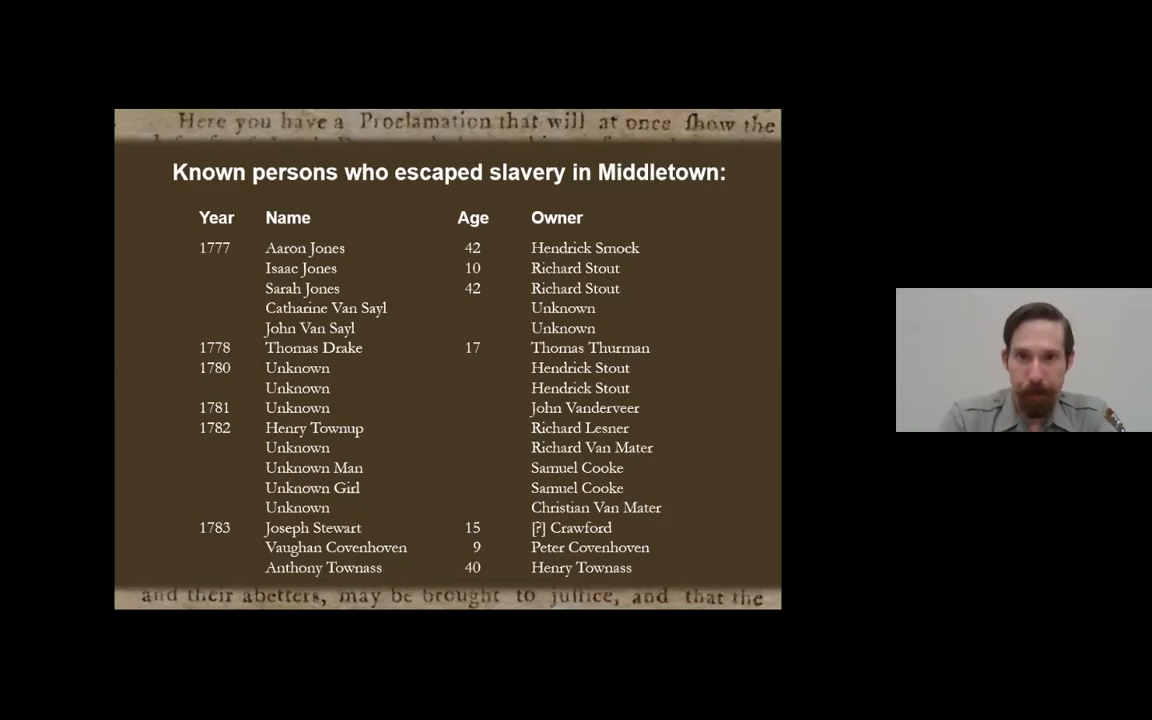 Here you have a Proclamation that will at once ſhow the
Known persons who escaped slavery in Middletown:
Year Name Age Owner
1777 Aaron Jones 42 Hendrick Smock
Isaac Jones 10 Richard Stout
Sarah Jones 42 Richard Stout
Catharine Van Sayl Unknown
John Van Sayl Unknown
1778 Thomas Drake 17 Thomas Thurman
1780 Unknown Hendrick Stout
Unknown Hendrick Stout
1781 Unknown John Vanderveer
1782 Henry Townup Richard Lesner
Unknown Richard Van Mater
Unknown Man Samuel Cooke
Unknown Girl Samuel Cooke
Unknown Christian Van Mater
1783 Joseph Stewart 15 [?] Crawford
Vaughan Covenhoven 9 Peter Covenhoven
Anthony Townass 40 Henry Townass
and their abetters, may be brought to juſtice, and that the